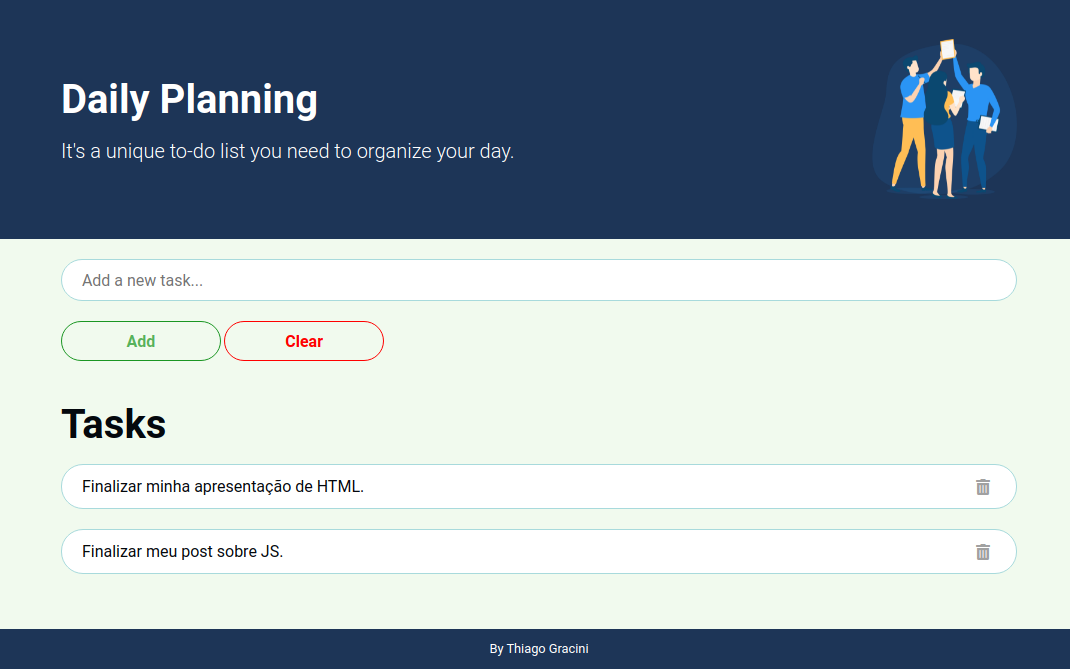 Daily Planning
It's a unique to-do list you need to organize your day.
Add a new task...
Add Clear
Tasks
Finalizar minha apresentação de HTML.
Finalizar meu post sobre JS.
By Thiago Gracini